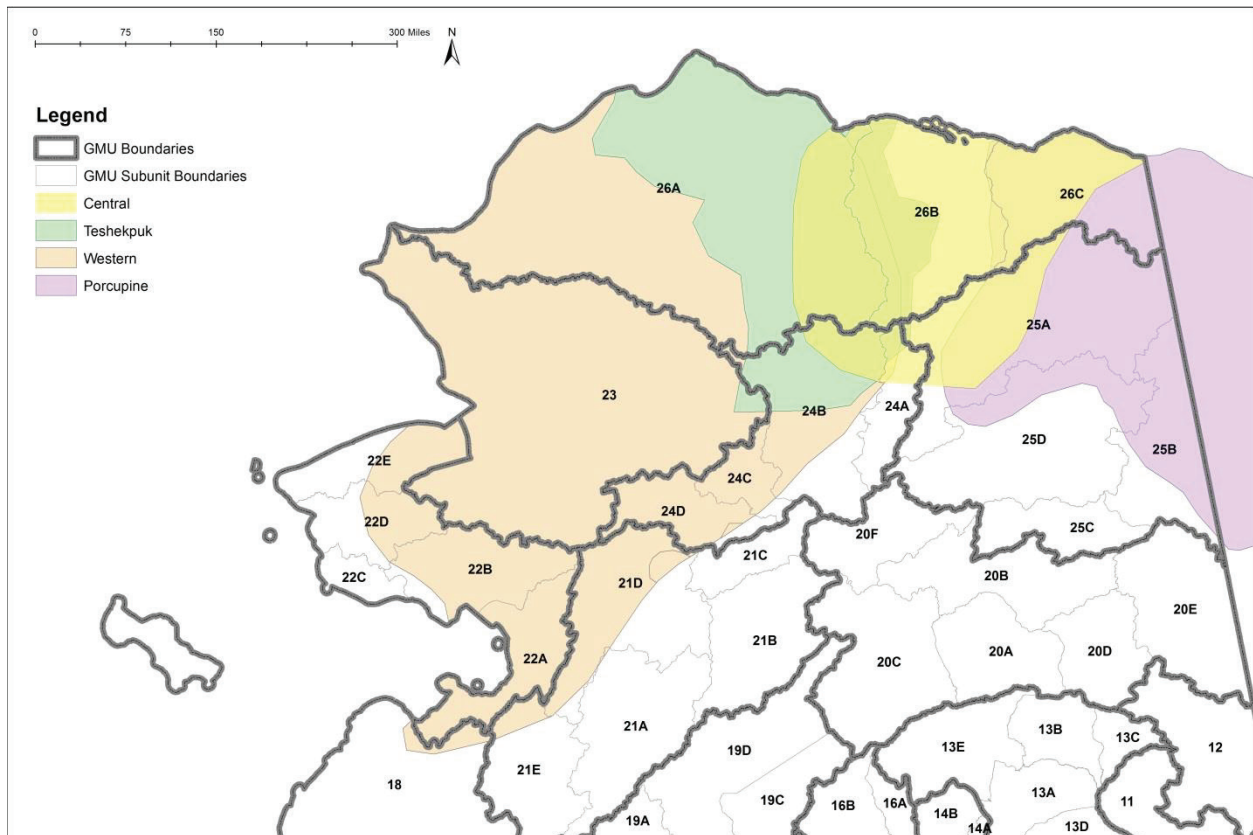 0 75 150 300 Miles
N
Legend
GMU Boundaries
GMU Subunit Boundaries
Central
Teshekpuk
Western
Porcupine
26A
26B
26C
25A
23
24B
24A
25D
25B
22E
24C
24D
22D
25C
20F
21C
22B
22C
21D
20B
20E
21B
22A
20C
20A
20D
21A
13B
13C
12
13E
19D
21E
18
13A
11
19C
16B
16A
14B
19A
14A
13D